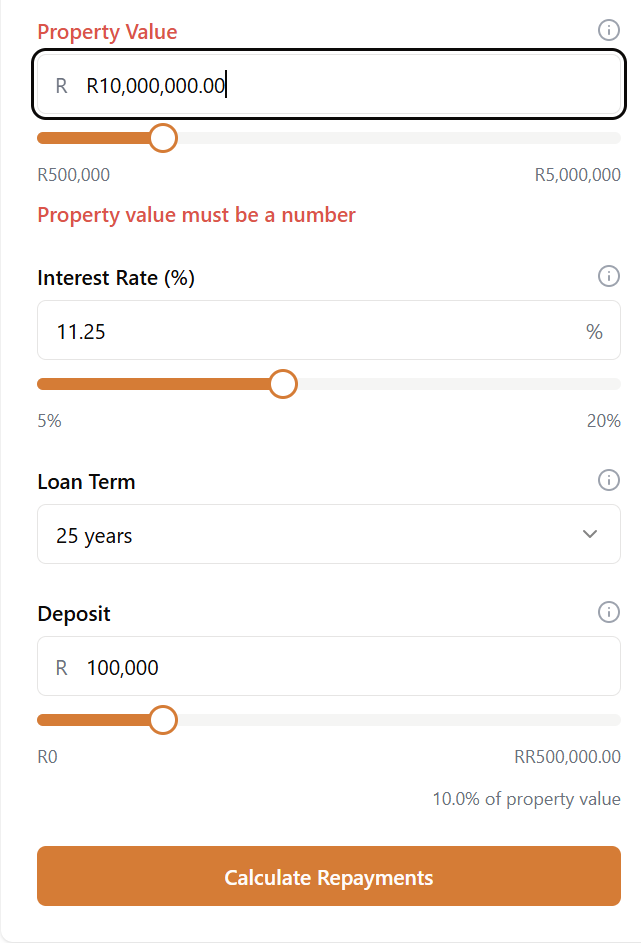 Property Value
R R10,000,000.00
R500,000 R5,000,000
Property value must be a number
Interest Rate (%)
11.25 %
5% 20%
Loan Term
25 years
Deposit
R 100,000
R0 RR500,000.00
10.0% of property value
Calculate Repayments